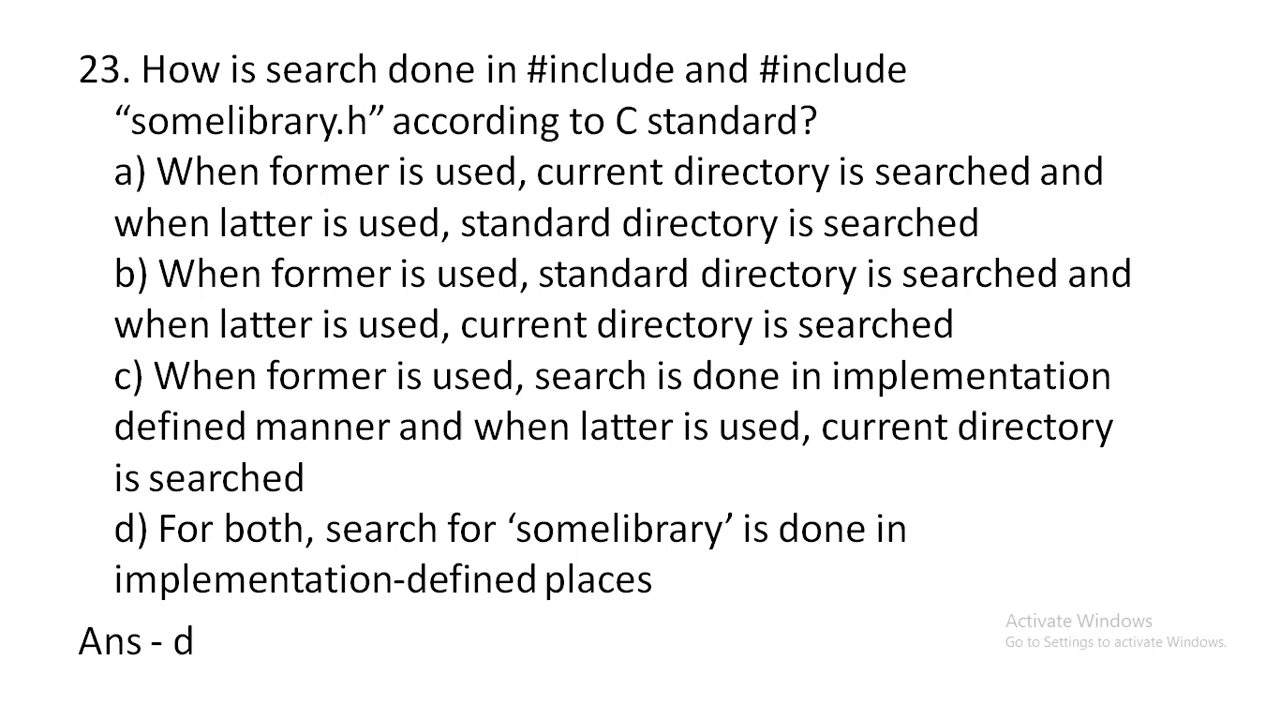 23. How is search done in #include and #include
“somelibrary.h” according to C standard?
a) When former is used, current directory is searched and
when latter is used, standard directory is searched
b) When former is used, standard directory is searched and
when latter is used, current directory is searched
c) When former is used, search is done in implementation
defined manner and when latter is used, current directory
is searched
d) For both, search for ‘somelibrary’ is done in
implementation-defined places
Ans - d
Activate Windows
Go to Settings to activate Windows.